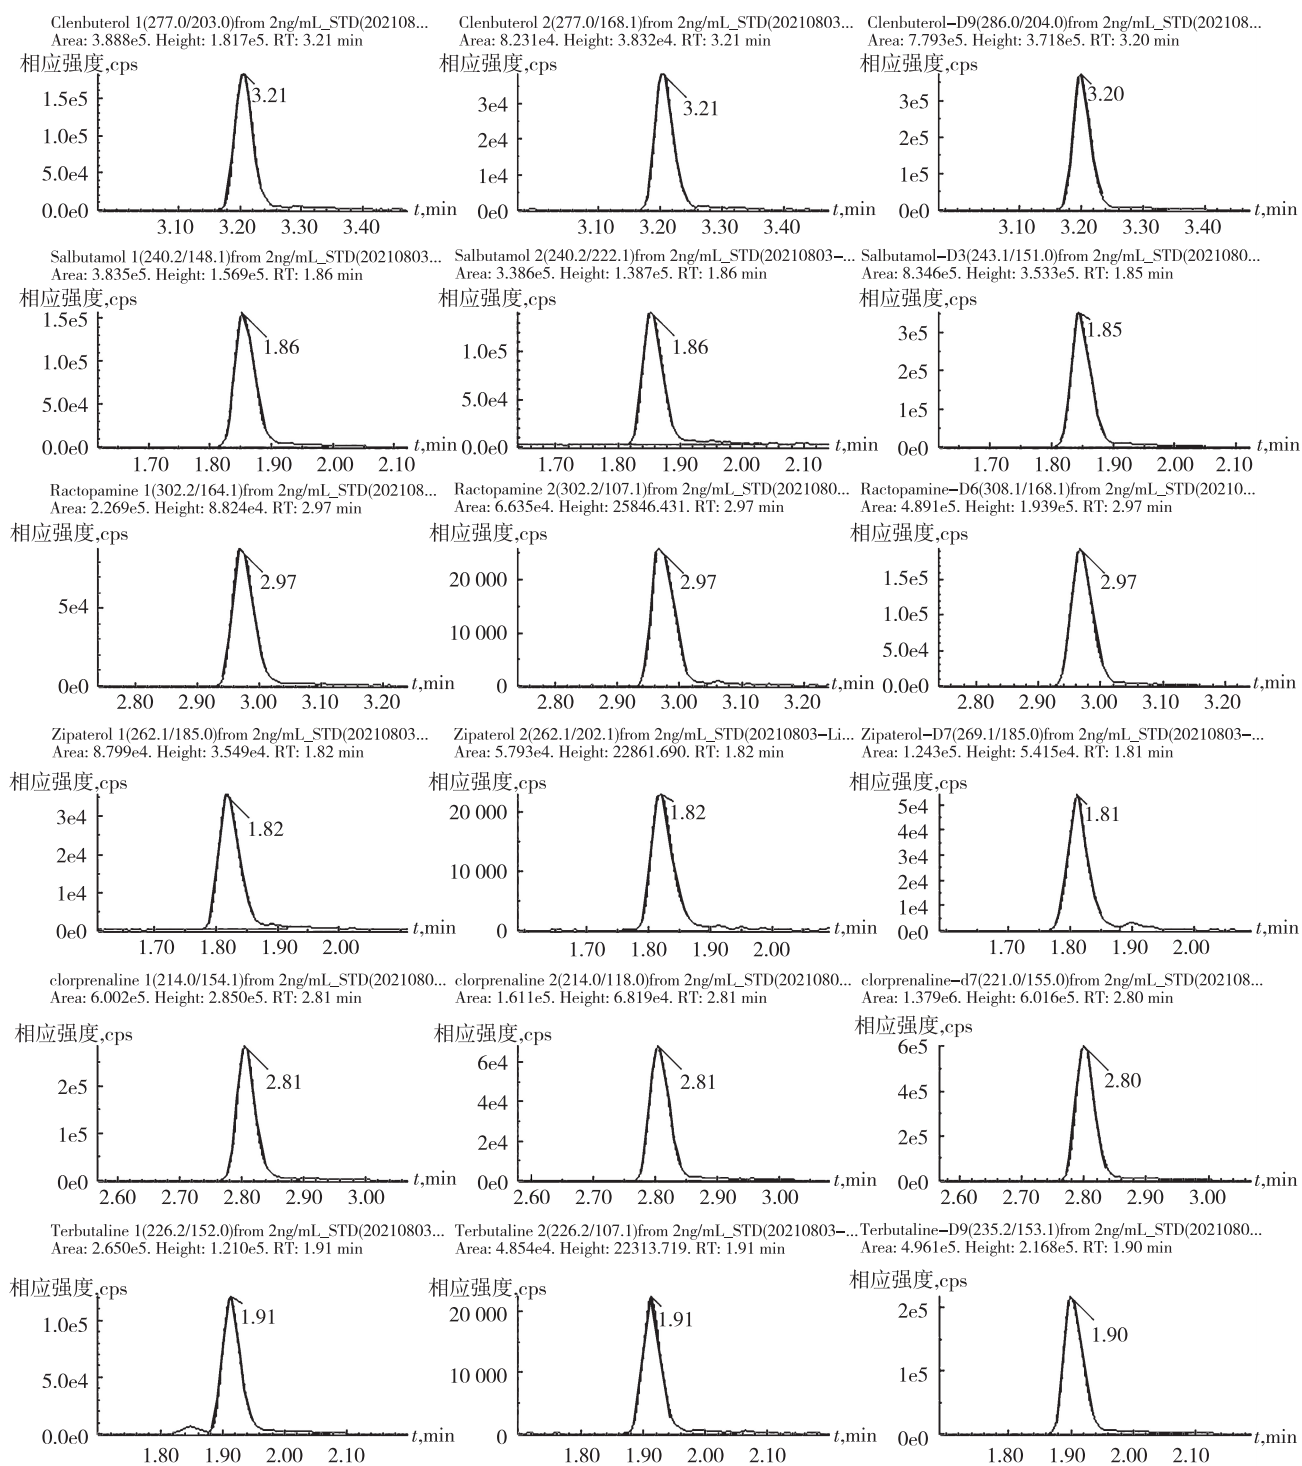 Clenbuterol 1(277.0/203.0)from 2ng/mL_STD(202108...
Area: 3.888e5. Height: 1.817e5. RT: 3.21 min
相应强度,cps
1.5e5
1.0e5
5.0e4
0.0e0
3.21
3.10 3.20 3.30 3.40
t,min
Clenbuterol 2(277.0/168.1)from 2ng/mL_STD(20210803...
Area: 8.231e4. Height: 3.832e4. RT: 3.21 min
相应强度,cps
3e4
2e4
1e4
0e0
3.21
3.10 3.20 3.30 3.40
t,min
Clenbuterol-D9(286.0/204.0)from 2ng/mL_STD(202108...
Area: 7.793e5. Height: 3.718e5. RT: 3.20 min
相应强度,cps
3e5
2e5
1e5
0e0
3.20
3.10 3.20 3.30 3.40
t,min
Salbutamol 1(240.2/148.1)from 2ng/mL_STD(20210803...
Area: 3.835e5. Height: 1.569e5. RT: 1.86 min
相应强度,cps
1.5e5
1.0e5
5.0e4
0.0e0
1.86
1.70 1.80 1.90 2.00 2.10
t,min
Salbutamol 2(240.2/222.1)from 2ng/mL_STD(20210803-...
Area: 3.386e5. Height: 1.387e5. RT: 1.86 min
相应强度,cps
1.0e5
5.0e4
0.0e0
1.86
1.70 1.80 1.90 2.00 2.10
t,min
Salbutamol-D3(243.1/151.0)from 2ng/mL_STD(2021080...
Area: 8.346e5. Height: 3.533e5. RT: 1.85 min
相应强度,cps
3e5
2e5
1e5
0e0
1.85
1.70 1.80 1.90 2.00 2.10
t,min
Ractopamine 1(302.2/164.1)from 2ng/mL_STD(202108...
Area: 2.269e5. Height: 8.824e4. RT: 2.97 min
相应强度,cps
5e4
0e0
2.97
2.80 2.90 3.00 3.10 3.20
t,min
Ractopamine 2(302.2/107.1)from 2ng/mL_STD(2021080...
Area: 6.635e4. Height: 25846.431. RT: 2.97 min
相应强度,cps
20 000
10 000
0
2.97
2.80 2.90 3.00 3.10 3.20
t,min
Ractopamine-D6(308.1/168.1)from 2ng/mL_STD(20210...
Area: 4.891e5. Height: 1.939e5. RT: 2.97 min
相应强度,cps
1.5e5
1.0e5
5.0e4
0.0e0
2.97
2.80 2.90 3.00 3.10 3.20
t,min
Zipaterol 1(262.1/185.0)from 2ng/mL_STD(20210803...
Area: 8.799e4. Height: 3.549e4. RT: 1.82 min
相应强度,cps
3e4
2e4
1e4
0e0
1.82
1.70 1.80 1.90 2.00
t,min
Zipaterol 2(262.1/202.1)from 2ng/mL_STD(20210803-Li...
Area: 5.793e4. Height: 22861.690. RT: 1.82 min
相应强度,cps
20 000
10 000
0
1.82
1.70 1.80 1.90 2.00
t,min
Zipaterol-D7(269.1/185.0)from 2ng/mL_STD(20210803-...
Area: 1.243e5. Height: 5.415e4. RT: 1.81 min
相应强度,cps
5e4
4e4
3e4
2e4
1e4
0e0
1.81
1.70 1.80 1.90 2.00
t,min
clorprenaline 1(214.0/154.1)from 2ng/mL_STD(2021080...
Area: 6.002e5. Height: 2.850e5. RT: 2.81 min
相应强度,cps
2e5
1e5
0e0
2.81
2.60 2.70 2.80 2.90 3.00
t,min
clorprenaline 2(214.0/118.0)from 2ng/mL_STD(2021080...
Area: 1.611e5. Height: 6.819e4. RT: 2.81 min
相应强度,cps
6e4
4e4
2e4
0e0
2.81
2.60 2.70 2.80 2.90 3.00
t,min
clorprenaline-d7(221.0/155.0)from 2ng/mL_STD(202108...
Area: 1.379e6. Height: 6.016e5. RT: 2.80 min
相应强度,cps
6e5
4e5
2e5
0e0
2.80
2.60 2.70 2.80 2.90 3.00
t,min
Terbutaline 1(226.2/152.0)from 2ng/mL_STD(20210803...
Area: 2.650e5. Height: 1.210e5. RT: 1.91 min
相应强度,cps
1.0e5
5.0e4
0.0e0
1.91
1.80 1.90 2.00 2.10
t,min
Terbutaline 2(226.2/107.1)from 2ng/mL_STD(20210803-...
Area: 4.854e4. Height: 22313.719. RT: 1.91 min
相应强度,cps
20 000
10 000
0
1.91
1.80 1.90 2.00 2.10
t,min
Terbutaline-D9(235.2/153.1)from 2ng/mL_STD(2021080...
Area: 4.961e5. Height: 2.168e5. RT: 1.90 min
相应强度,cps
2e5
1e5
0e0
1.90
1.80 1.90 2.00 2.10
t,min